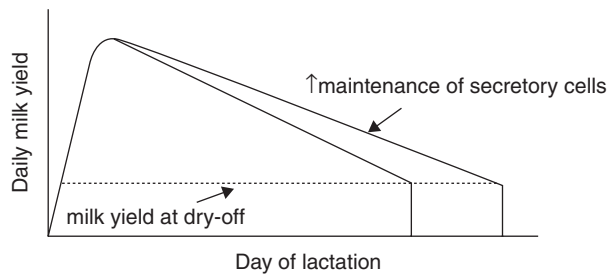 Daily milk yield
↑maintenance of secretory cells
milk yield at dry-off
Day of lactation